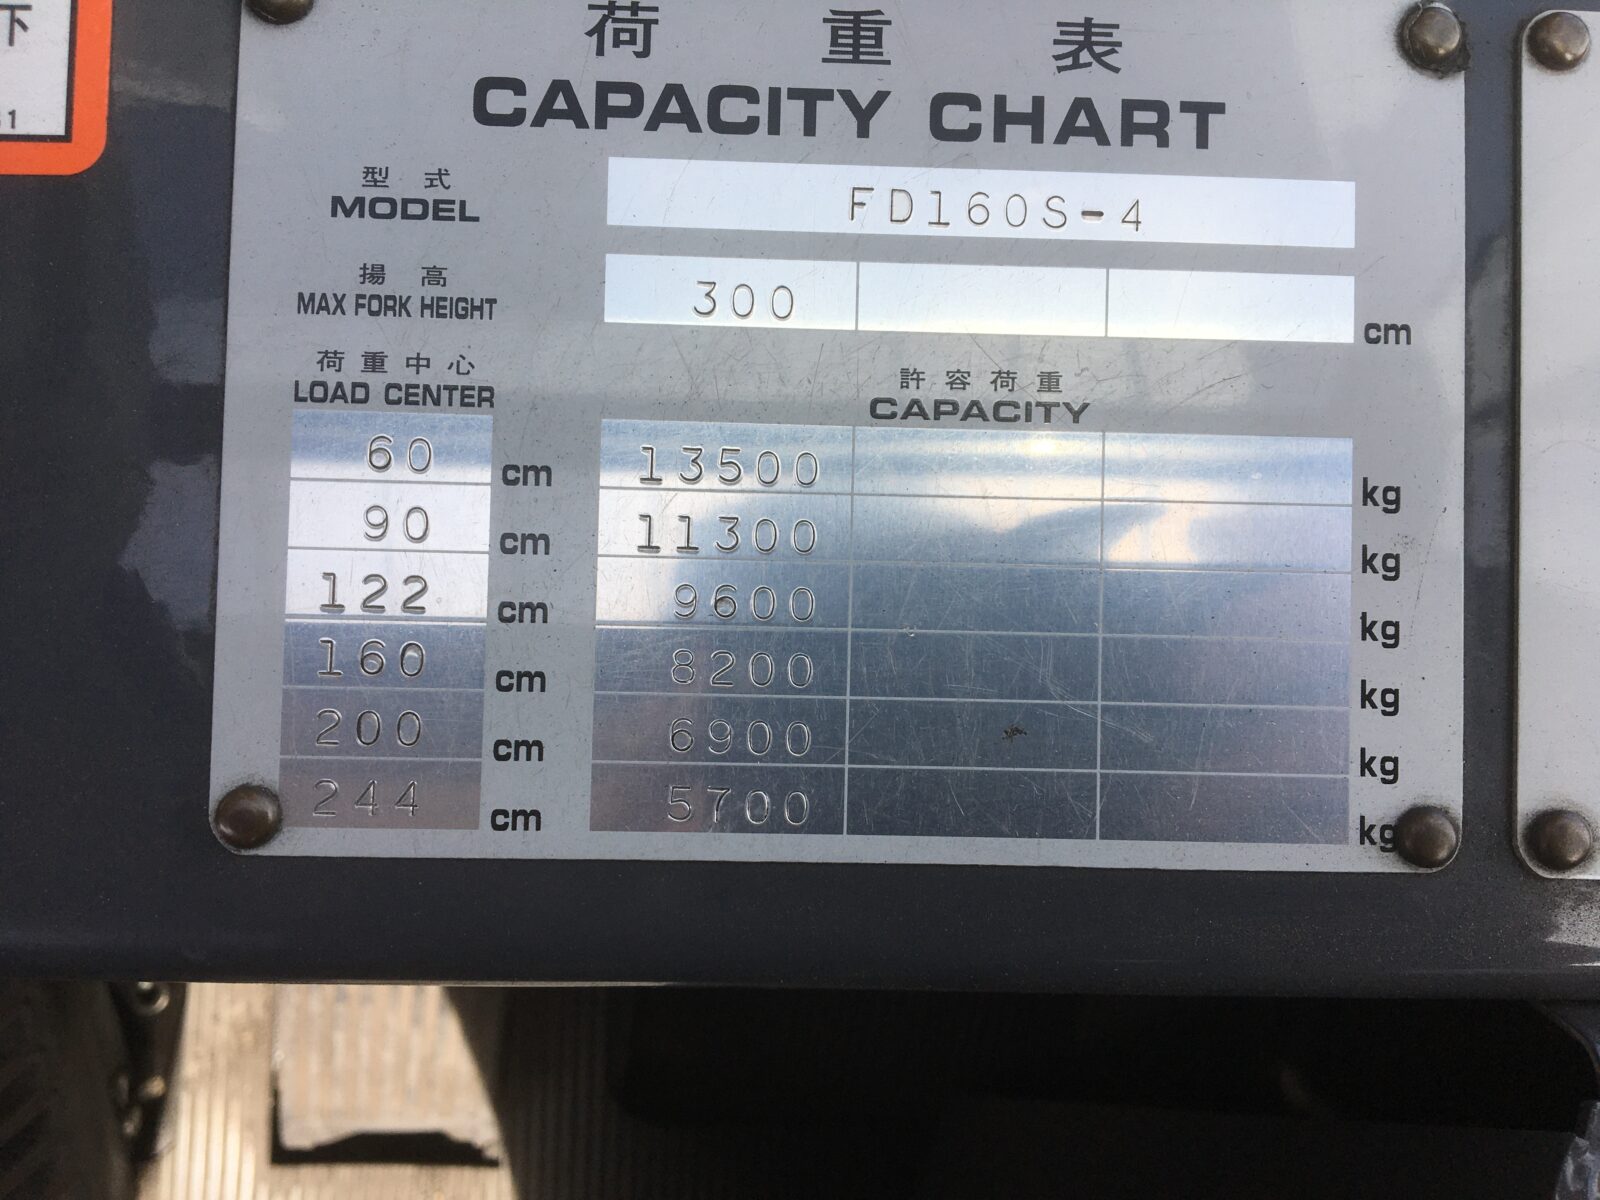 下
荷重表
CAPACITY CHART
型式
MODEL FD160S-4
揚高
MAX FORK HEIGHT 300 cm
荷重中心 許容荷重
LOAD CENTER CAPACITY
60 cm 13500 kg
90 cm 11300 kg
122 cm 9600 kg
160 cm 8200 kg
200 cm 6900 kg
244 cm 5700 kg